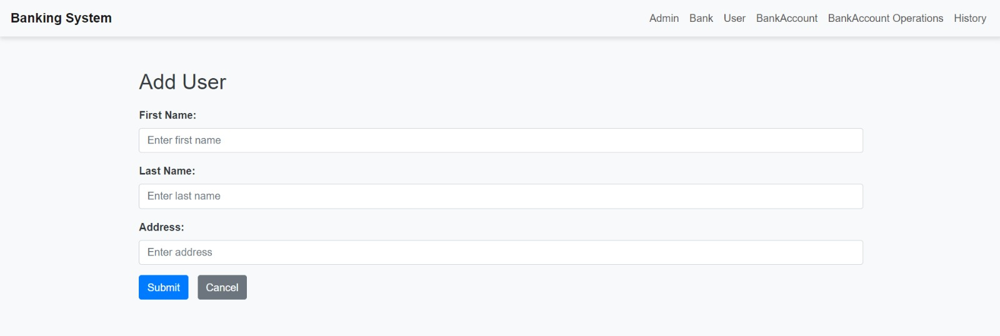 Banking System
Admin Bank User BankAccount BankAccount Operations History
Add User
First Name:
Enter first name
Last Name:
Enter last name
Address:
Enter address
Submit Cancel